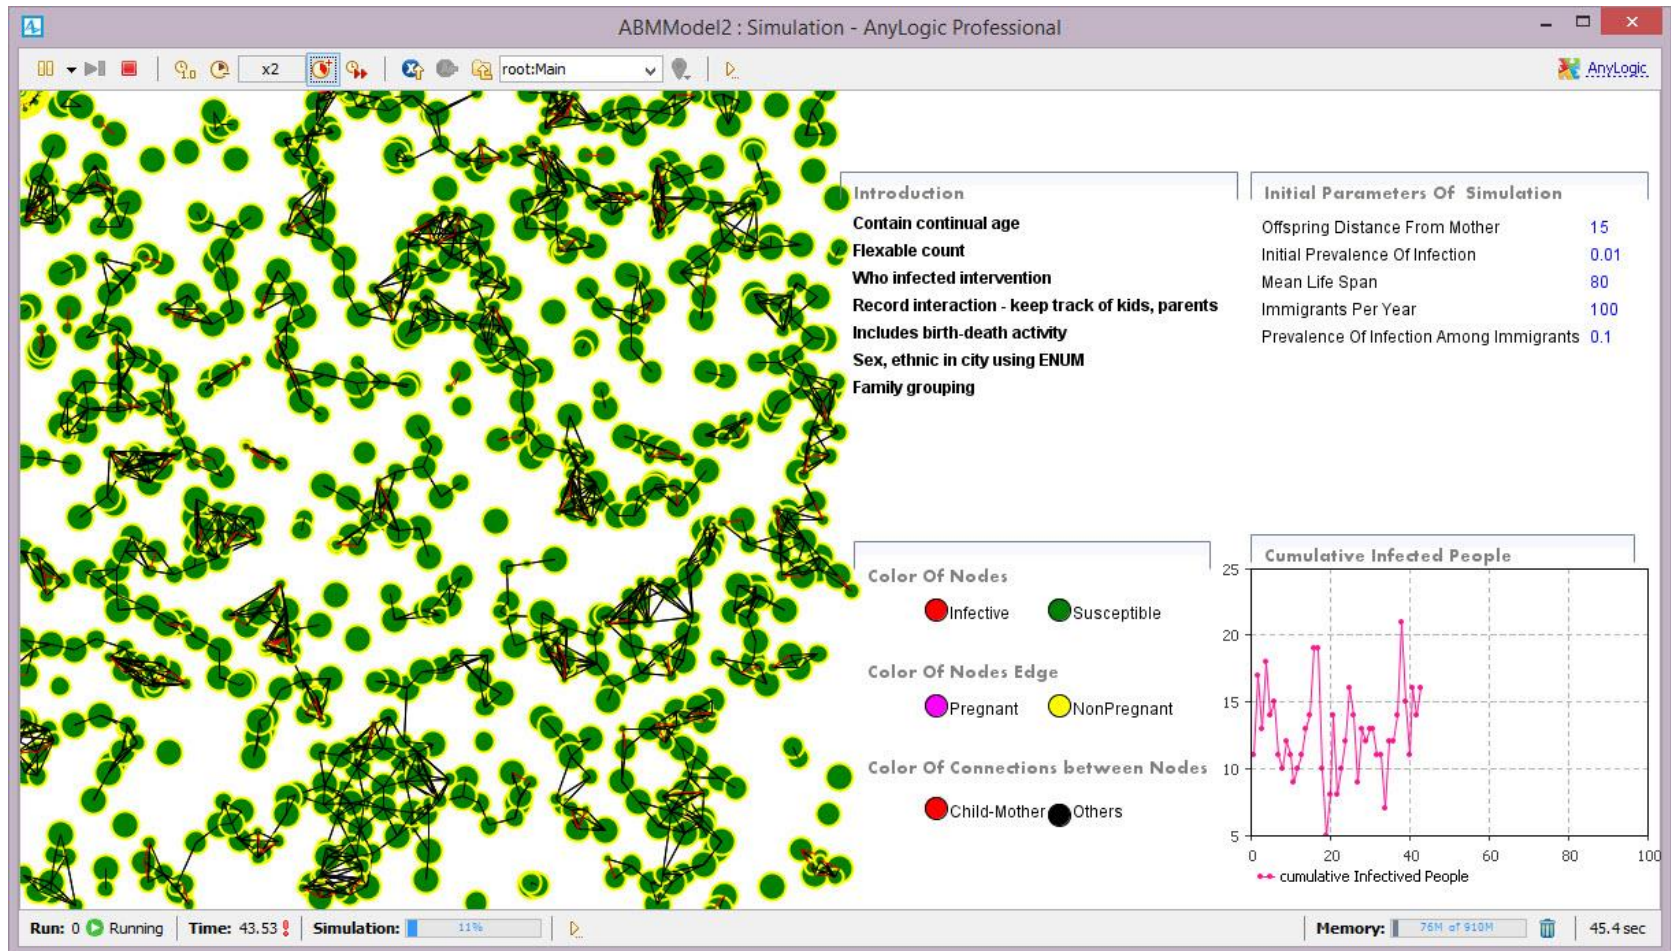 ABMModel2 : Simulation - AnyLogic Professional
x2
root:Main
AnyLogic
Introduction
Contain continual age
Flexable count
Who infected intervention
Record interaction - keep track of kids, parents
Includes birth-death activity
Sex, ethnic in city using ENUM
Family grouping
Initial Parameters Of Simulation
Offspring Distance From Mother 15
Initial Prevalence Of Infection 0.01
Mean Life Span 80
Immigrants Per Year 100
Prevalence Of Infection Among Immigrants 0.1
Color Of Nodes
Infective Susceptible
Color Of Nodes Edge
Pregnant NonPregnant
Color Of Connections between Nodes
Child-Mother Others
Cumulative Infected People
25
20
15
10
5
0 20 40 60 80 100
cumulative Infectived People
Run: 0 Running Time: 43.53 Simulation: 11% Memory: 76M of 910M 45.4 sec